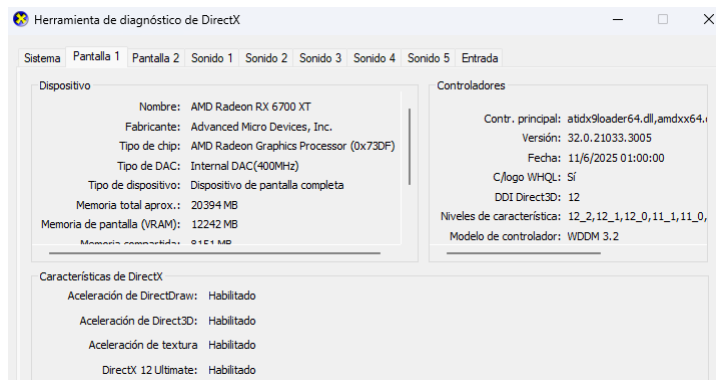 Herramienta de diagnóstico de DirectX
Sistema Pantalla 1 Pantalla 2 Sonido 1 Sonido 2 Sonido 3 Sonido 4 Sonido 5 Entrada
Dispositivo
Nombre: AMD Radeon RX 6700 XT
Fabricante: Advanced Micro Devices, Inc.
Tipo de chip: AMD Radeon Graphics Processor (0x73DF)
Tipo de DAC: Internal DAC(400MHz)
Tipo de dispositivo: Dispositivo de pantalla completa
Memoria total aprox.: 20394 MB
Memoria de pantalla (VRAM): 12242 MB
Memoria compartida: 8151 MB
Controladores
Contr. principal: atidx9loader64.dll,amdxx64.
Versión: 32.0.21033.3005
Fecha: 11/6/2025 01:00:00
C/logo WHQL: Sí
DDI Direct3D: 12
Niveles de característica: 12_2,12_1,12_0,11_1,11_0,
Modelo de controlador: WDDM 3.2
Características de DirectX
Aceleración de DirectDraw: Habilitado
Aceleración de Direct3D: Habilitado
Aceleración de textura Habilitado
DirectX 12 Ultimate: Habilitado